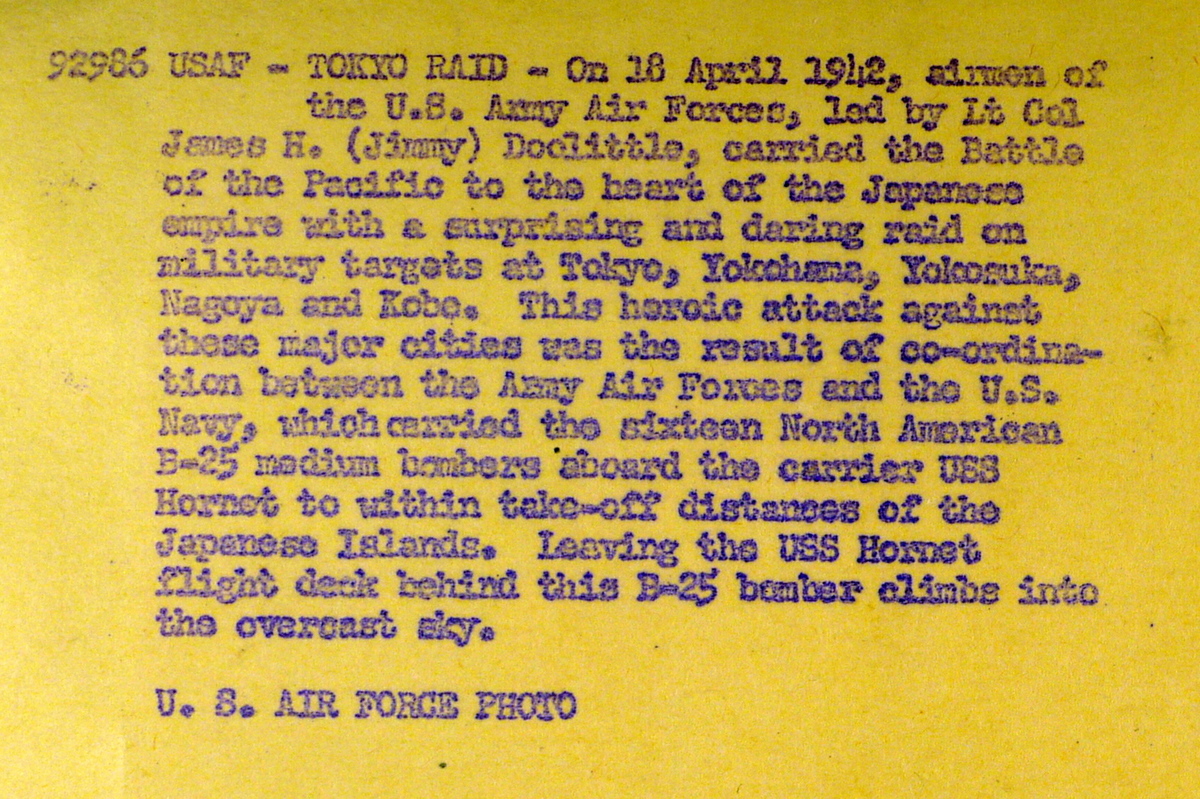 92986 USAF - TOKYO RAID - On 18 April 1942, airmen of
the U.S. Army Air Forces, led by Lt Col
James H. (Jimmy) Doolittle, carried the Battle
of the Pacific to the heart of the Japanese
empire with a surprising and daring raid on
military targets at Tokyo, Yokohama, Yokosuka,
Nagoya and Kobe. This heroic attack against
these major cities was the result of co-ordina-
tion between the Army Air Forces and the U.S.
Navy, which carried the sixteen North American
B-25 medium bombers aboard the carrier USS
Hornet to within take-off distances of the
Japanese Islands. Leaving the USS Hornet
flight deck behind this B-25 bomber climbs into
the overcast sky.
U. S. AIR FORCE PHOTO